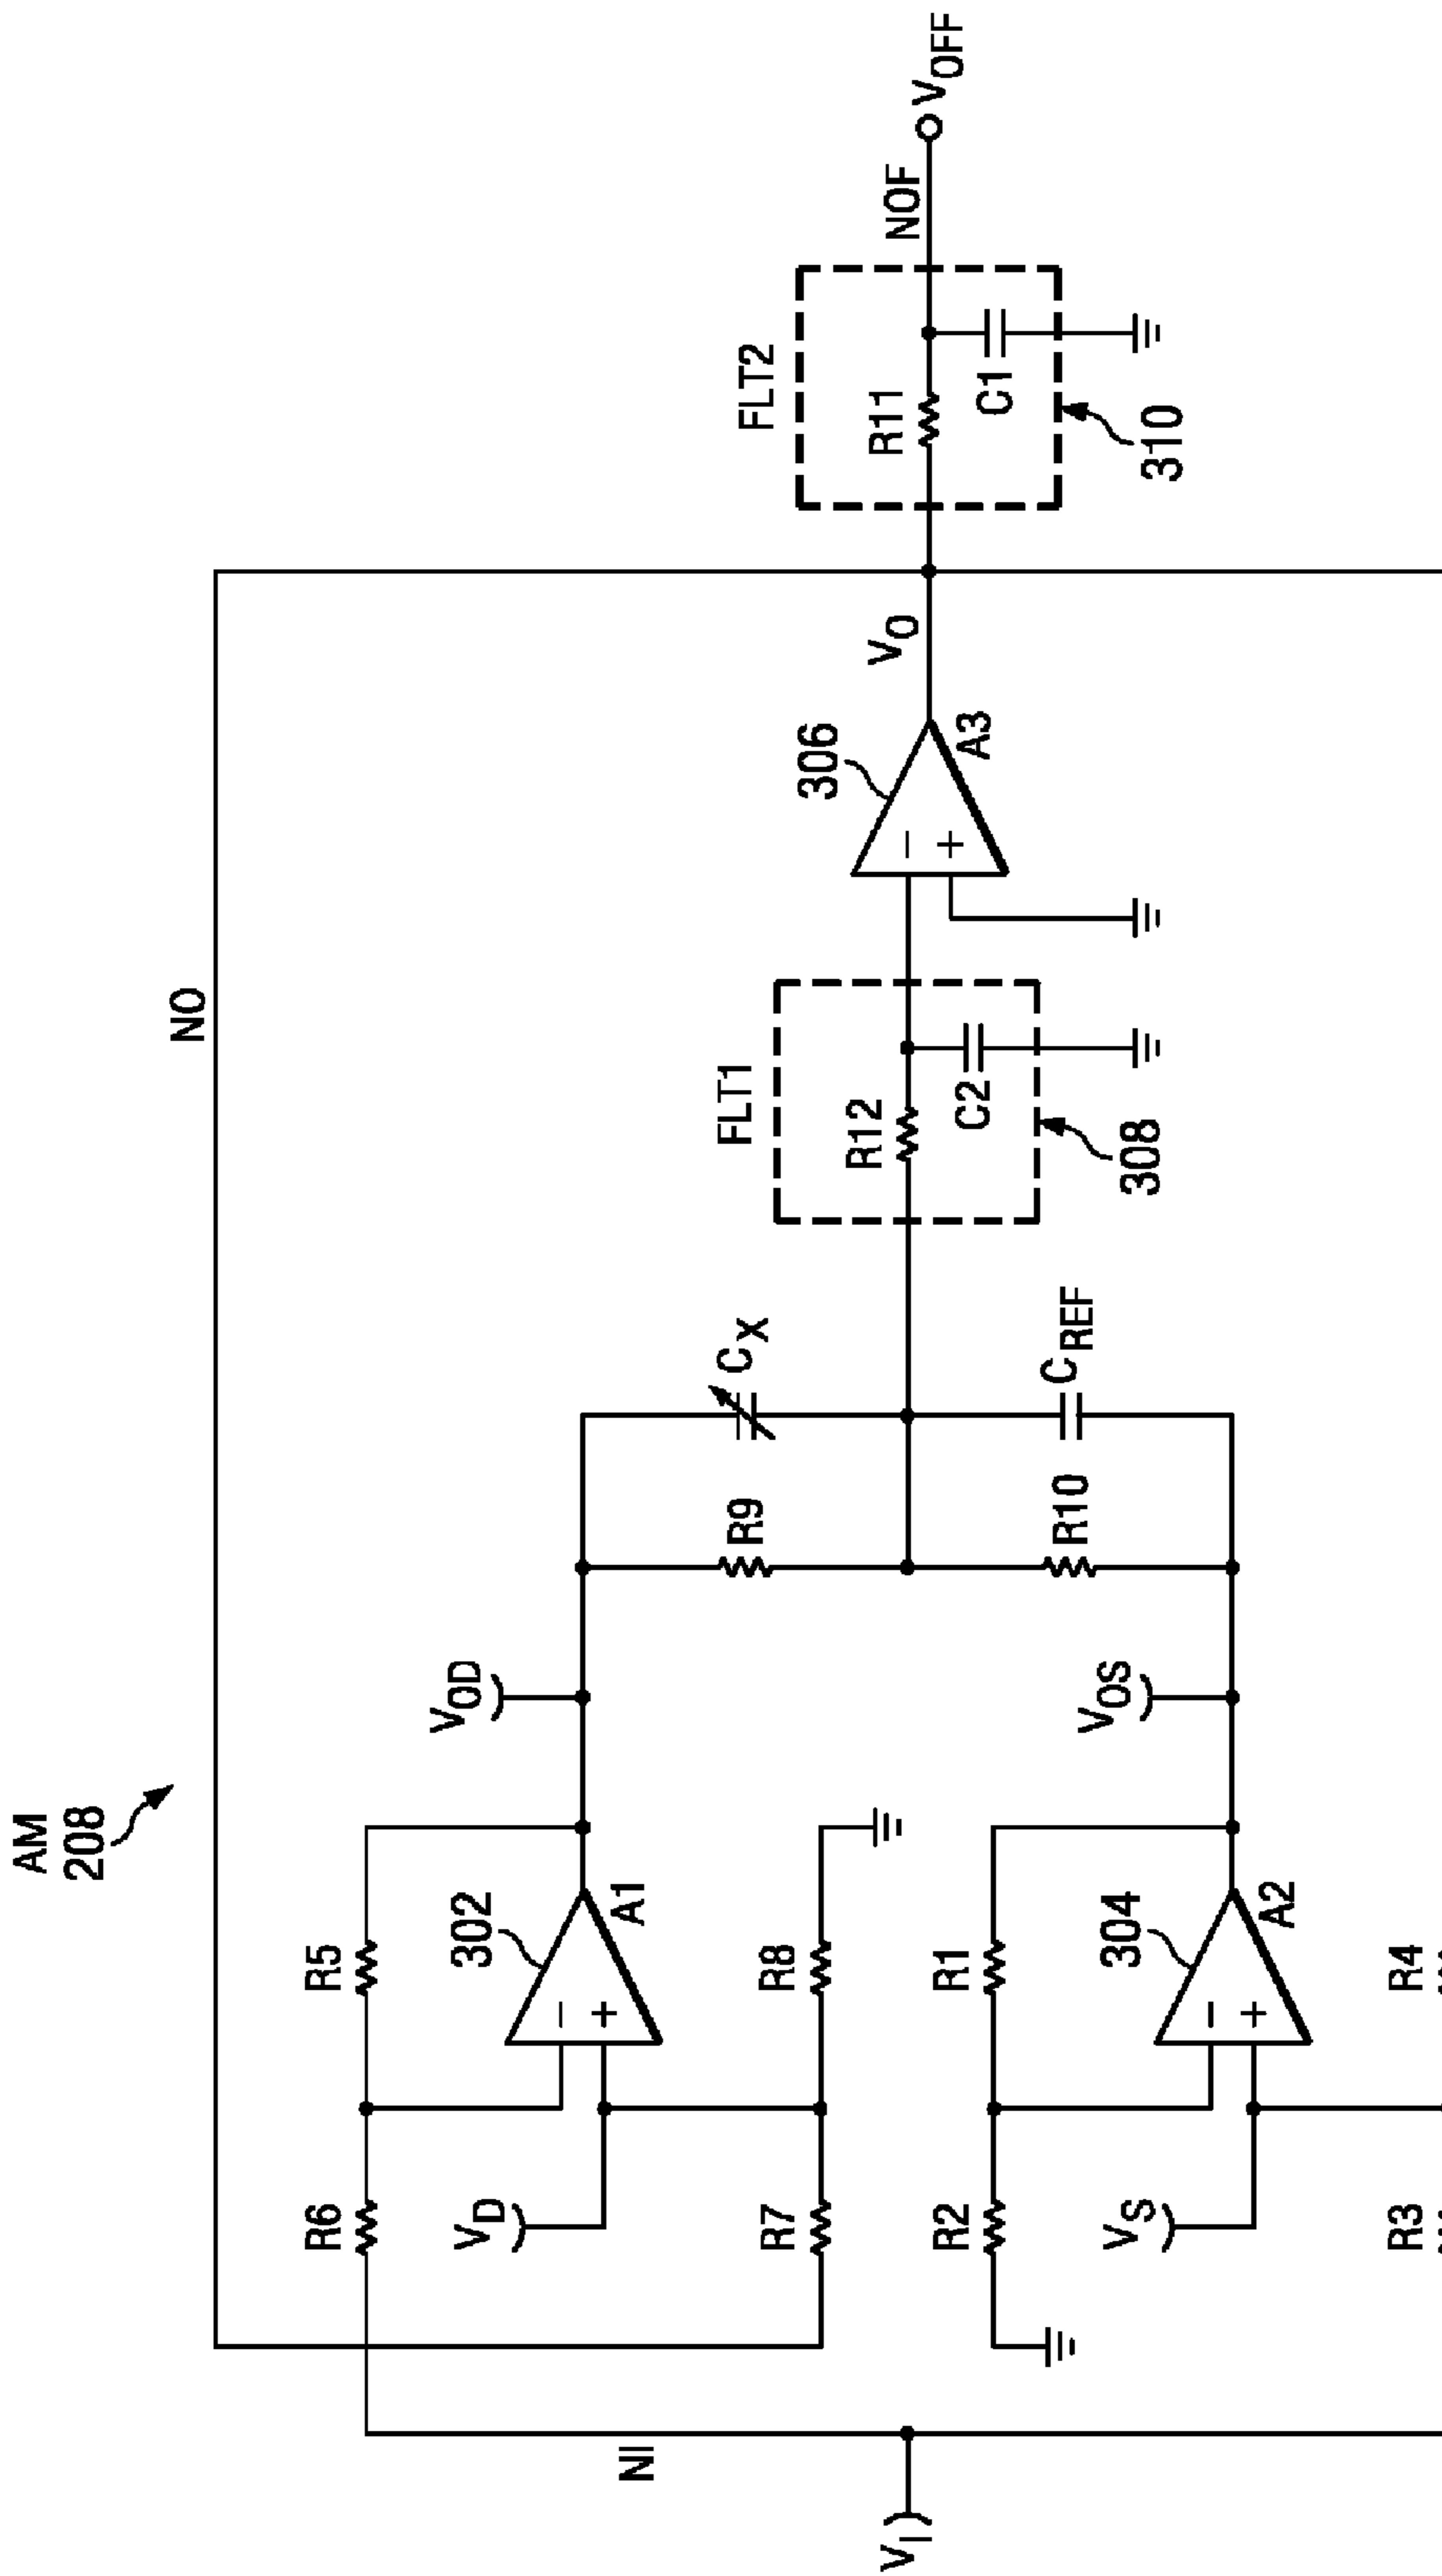 AM
208
NO
R6
R5
302
A1
V_D
R7
R8
V_OD
R9
C_X
FLT1
R12
C2
308
306
A3
V_O
FLT2
R11
C1
310
NOF
V_OFF
NI
V_I
R2
R1
304
A2
V_S
R3
R4
V_OS
R10
C_REF
−
+
−
+
−
+